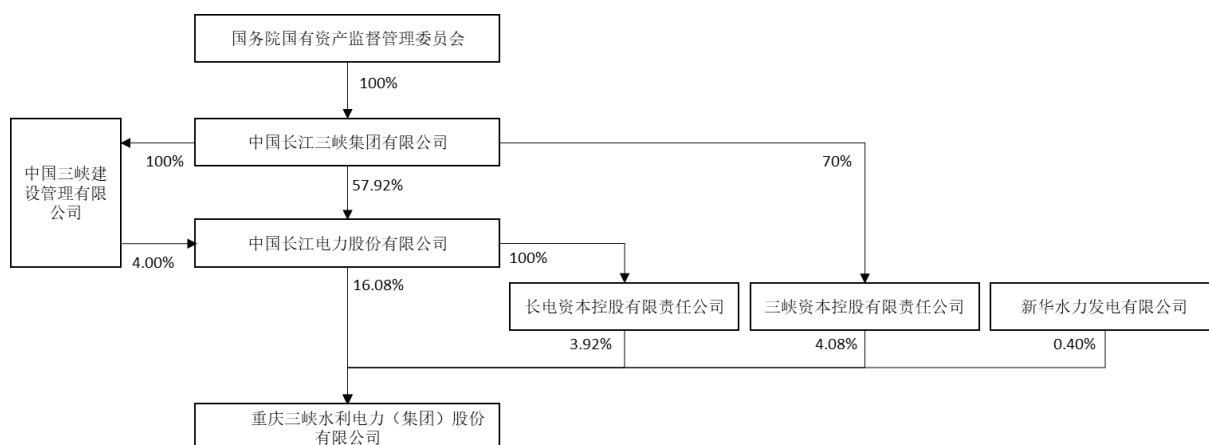 国务院国有资产监督管理委员会
100%
中国长江三峡集团有限公司
100%
70%
中国三峡建
设管理有限
公司
57.92%
中国长江电力股份有限公司
4.00%
100%
16.08%
长电资本控股有限责任公司
三峡资本控股有限责任公司
新华水力发电有限公司
3.92%
4.08%
0.40%
重庆三峡水利电力（集团）股份
有限公司